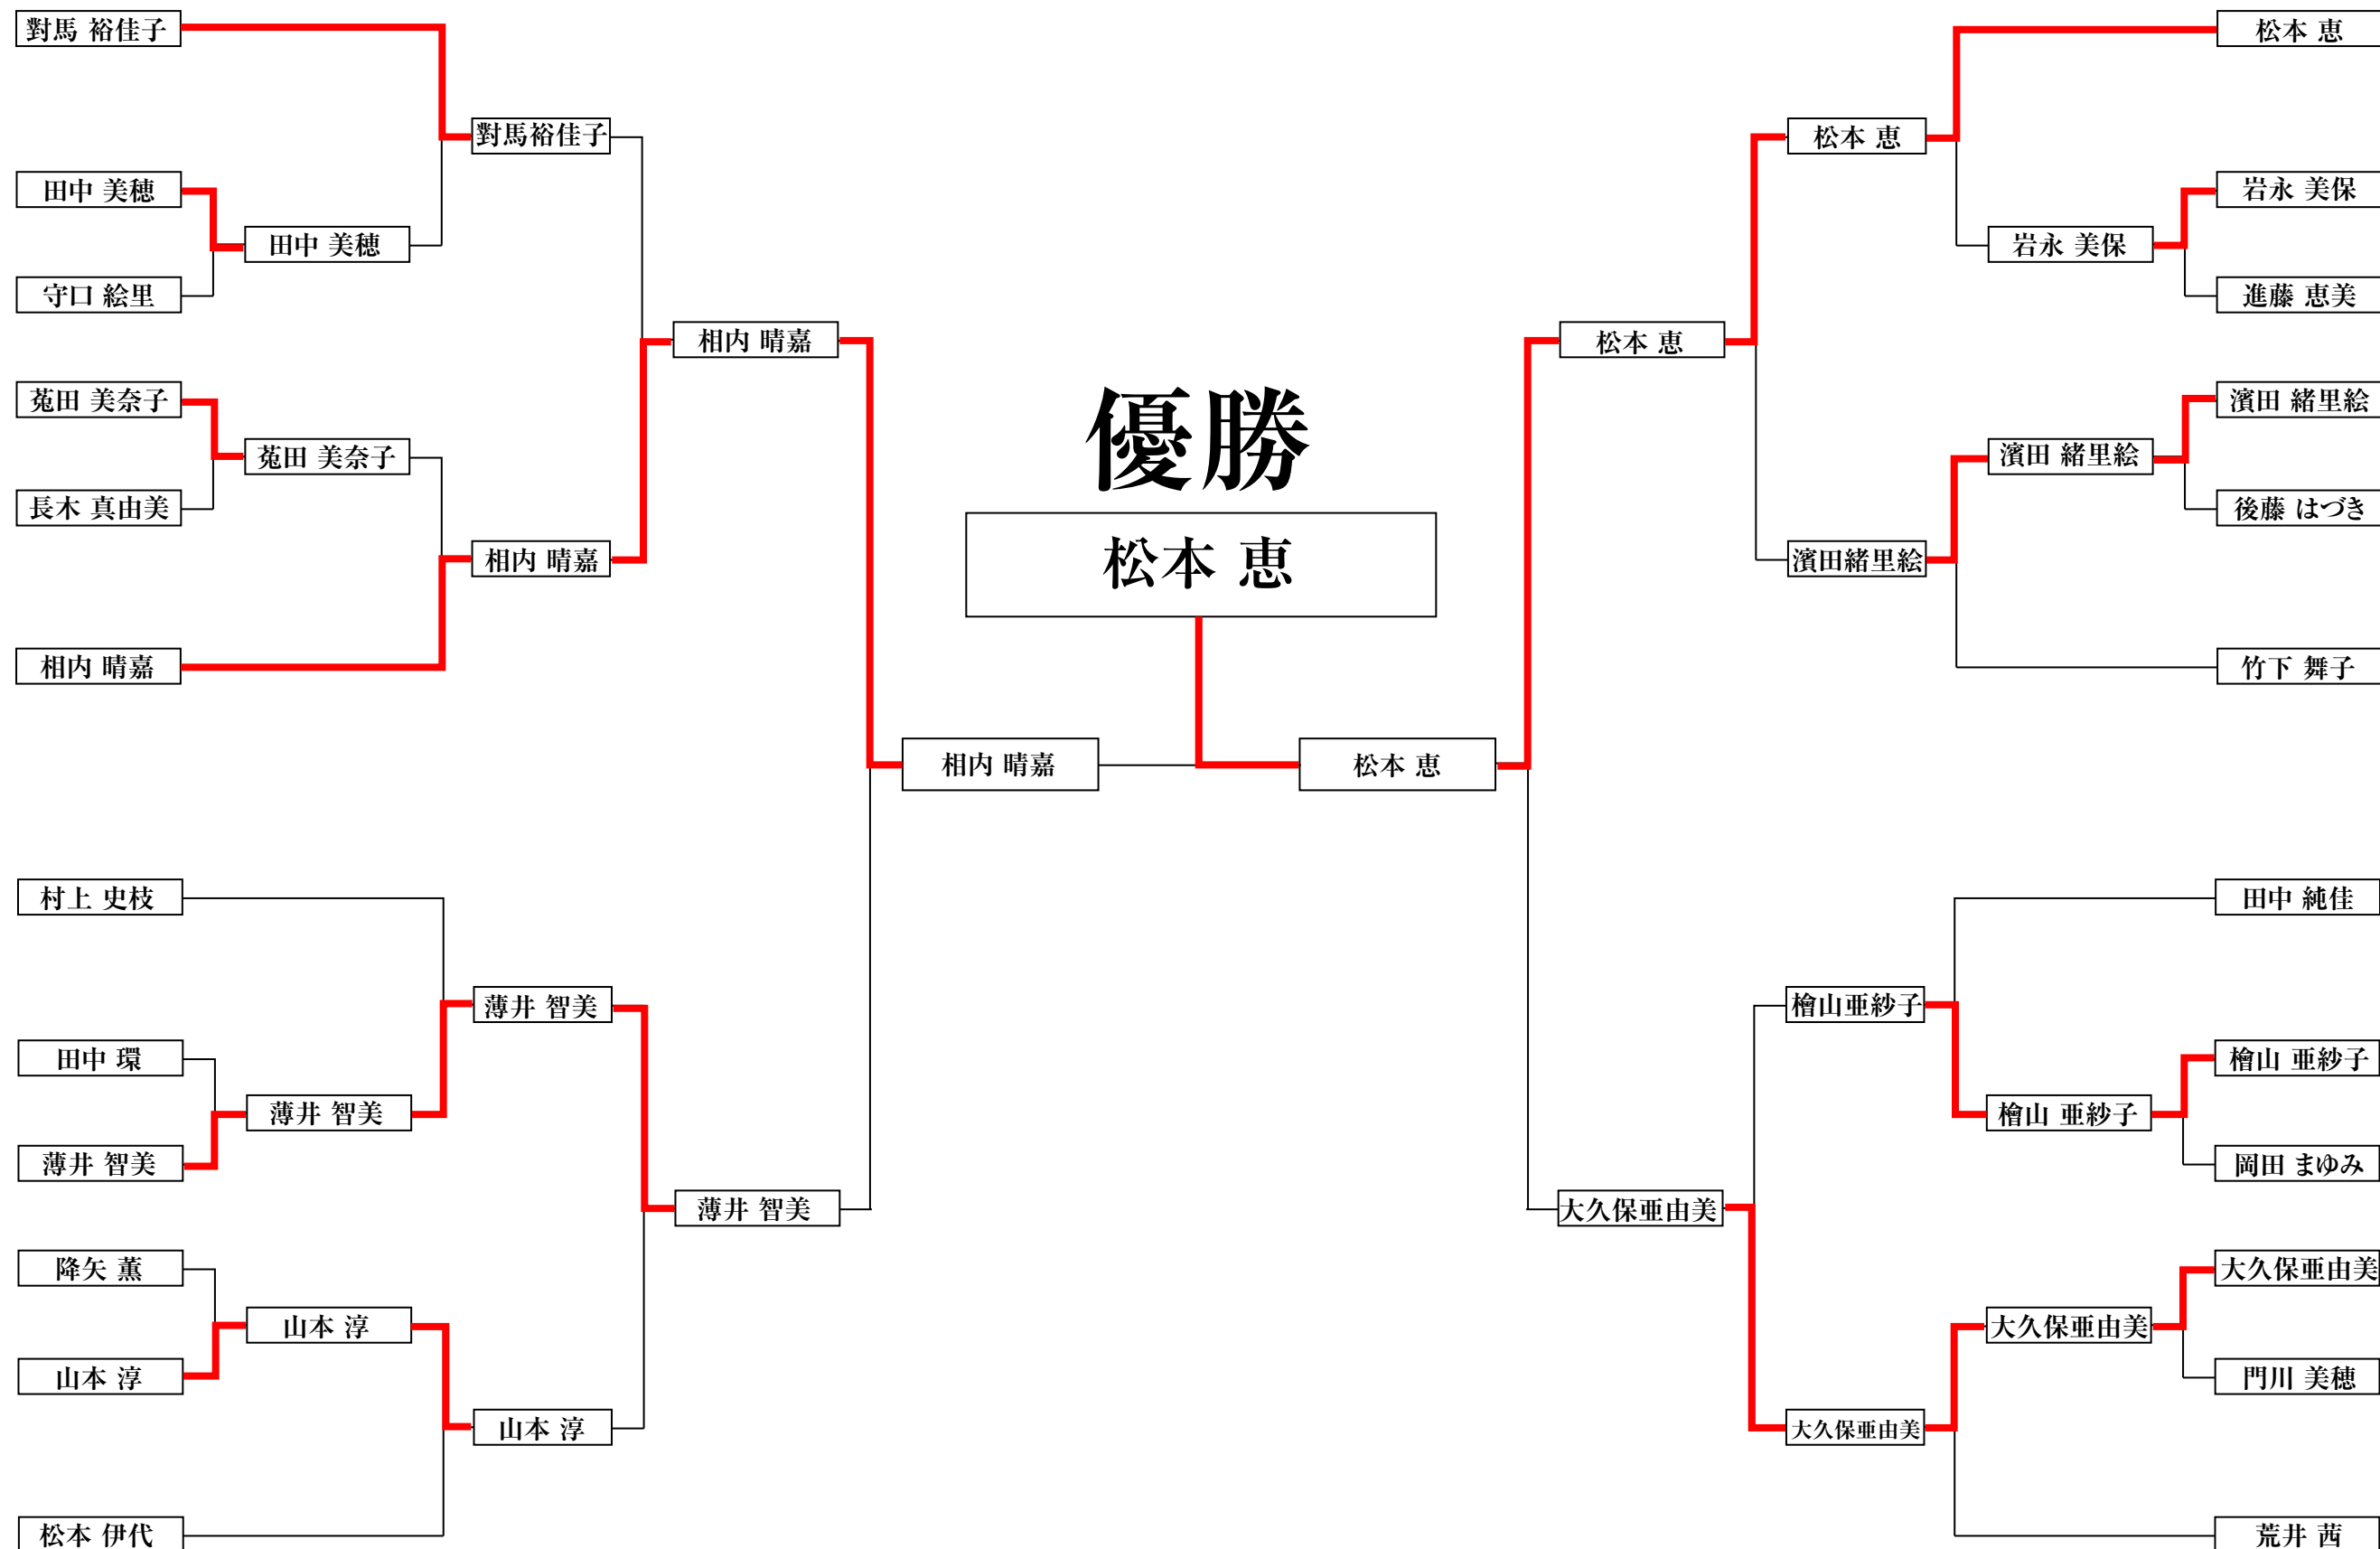 對馬 裕佳子
松本 恵
對馬裕佳子
松本 恵
田中 美穂
岩永 美保
田中 美穂
岩永 美保
守口 絵里
進藤 恵美
相内 晴嘉
松本 恵
菟田 美奈子
濱田 緒里絵
優勝
菟田 美奈子
濱田 緒里絵
長木 真由美
後藤 はづき
相内 晴嘉
松本 恵
濱田緒里絵
相内 晴嘉
竹下 舞子
相内 晴嘉
松本 恵
村上 史枝
田中 純佳
薄井 智美
檜山亜紗子
田中 環
檜山 亜紗子
薄井 智美
檜山 亜紗子
薄井 智美
岡田 まゆみ
薄井 智美
大久保亜由美
降矢 薫
大久保亜由美
山本 淳
大久保亜由美
山本 淳
門川 美穂
山本 淳
大久保亜由美
松本 伊代
荒井 茜